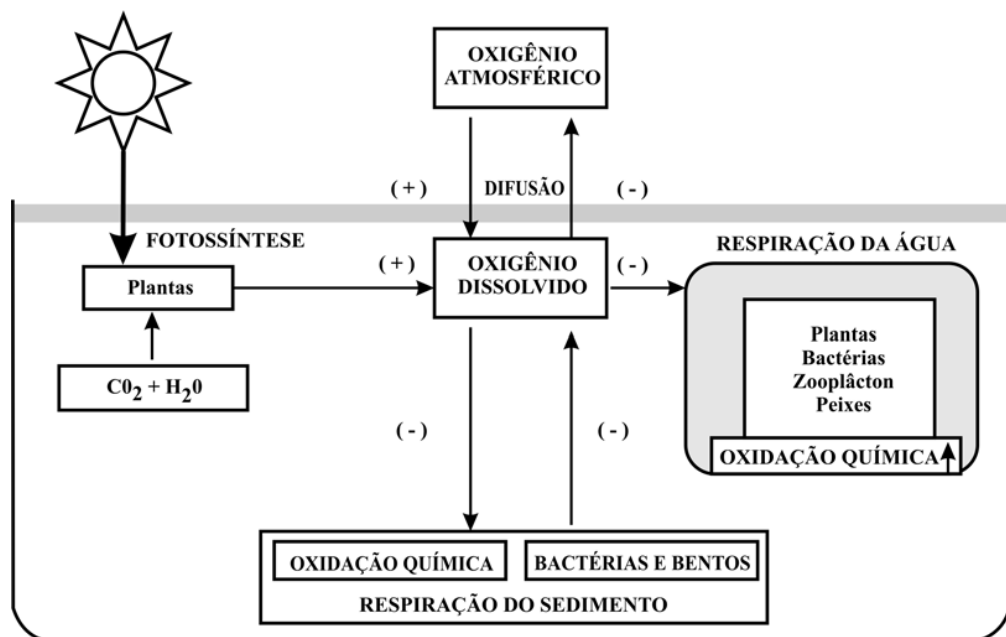 OXIGÊNIO
ATMOSFÉRICO
( + )
DIFUSÃO
( - )
FOTOSSÍNTESE
Plantas
C0₂ + H₂0
( + )
OXIGÊNIO
DISSOLVIDO
( - )
RESPIRAÇÃO DA ÁGUA
Plantas
Bactérias
Zooplâcton
Peixes
OXIDAÇÃO QUÍMICA
( - )
( - )
OXIDAÇÃO QUÍMICA
BACTÉRIAS E BENTOS
RESPIRAÇÃO DO SEDIMENTO